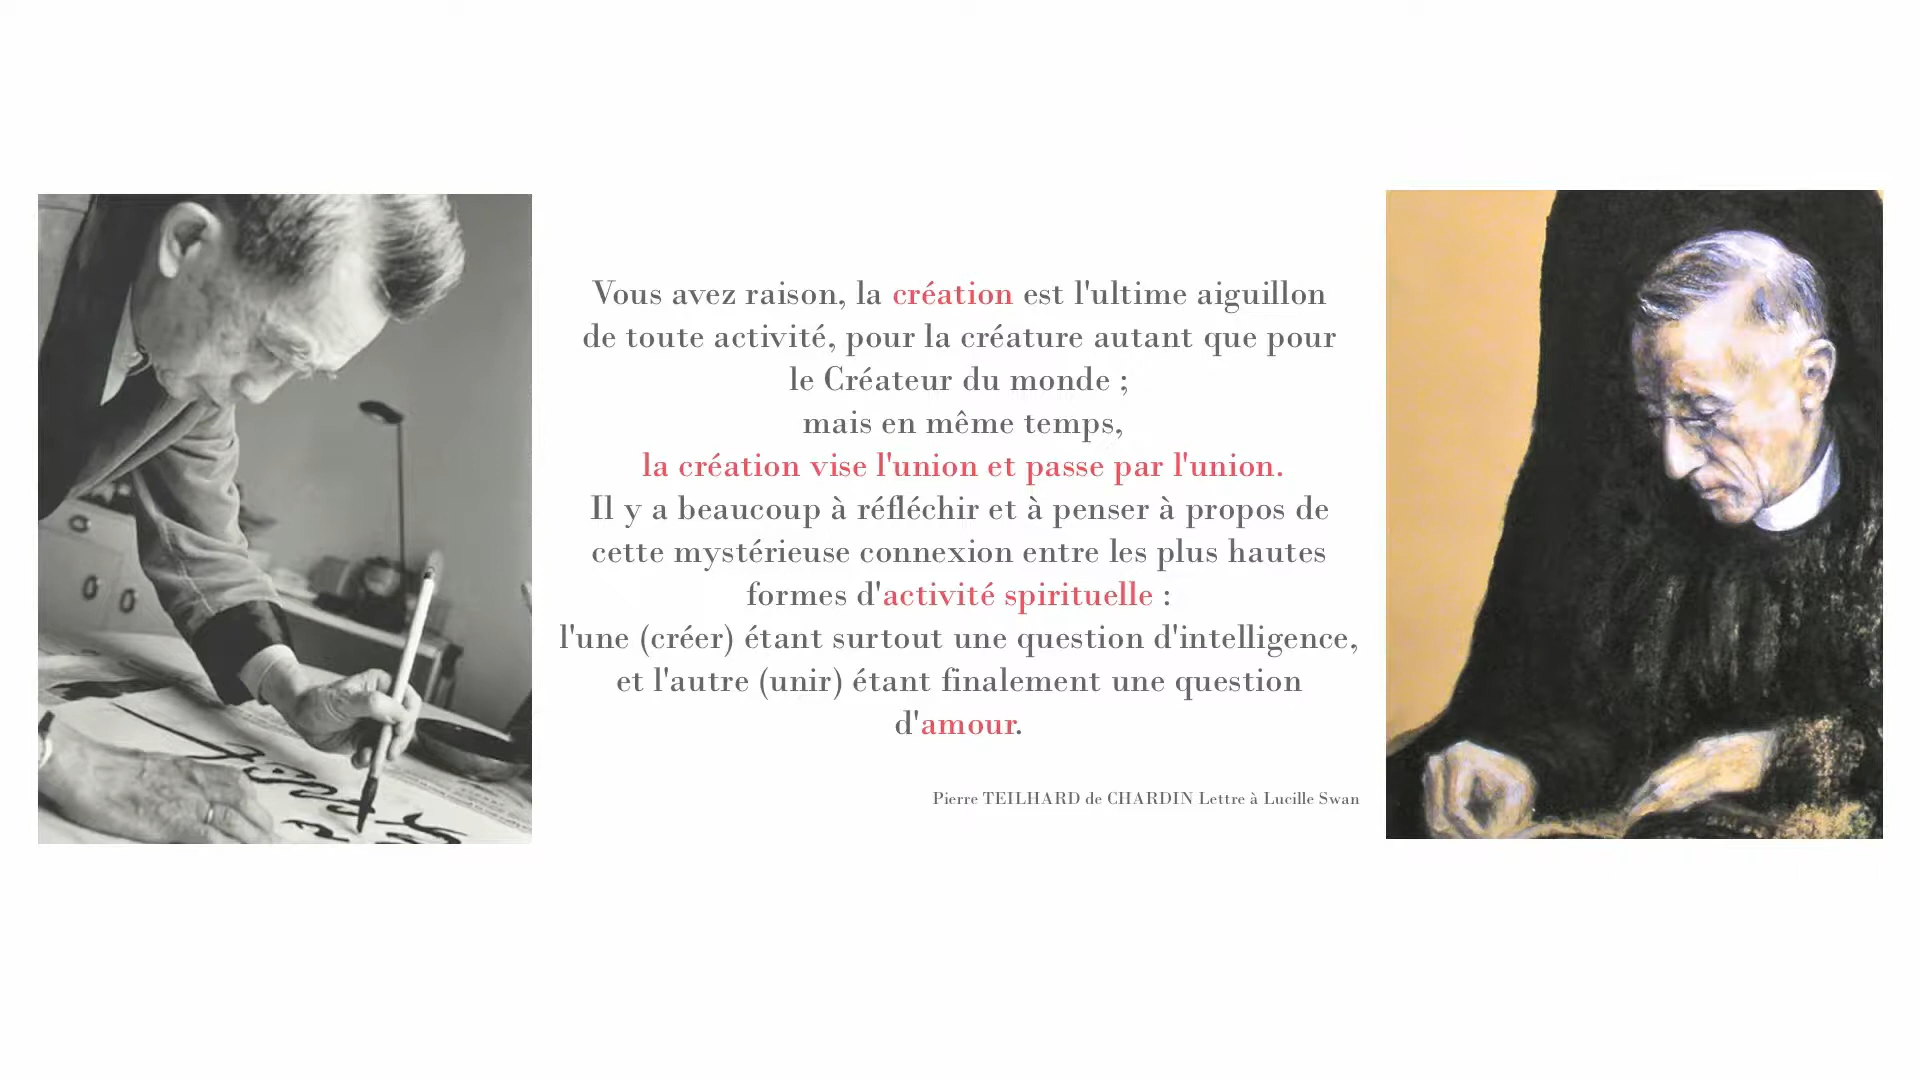 Vous avez raison, la création est l'ultime aiguillon
de toute activité, pour la créature autant que pour
le Créateur du monde ;
mais en même temps,
la création vise l'union et passe par l'union.
Il y a beaucoup à réfléchir et à penser à propos de
cette mystérieuse connexion entre les plus hautes
formes d'activité spirituelle :
l'une (créer) étant surtout une question d'intelligence,
et l'autre (unir) étant finalement une question
d'amour.
Pierre TEILHARD de CHARDIN Lettre à Lucille Swan